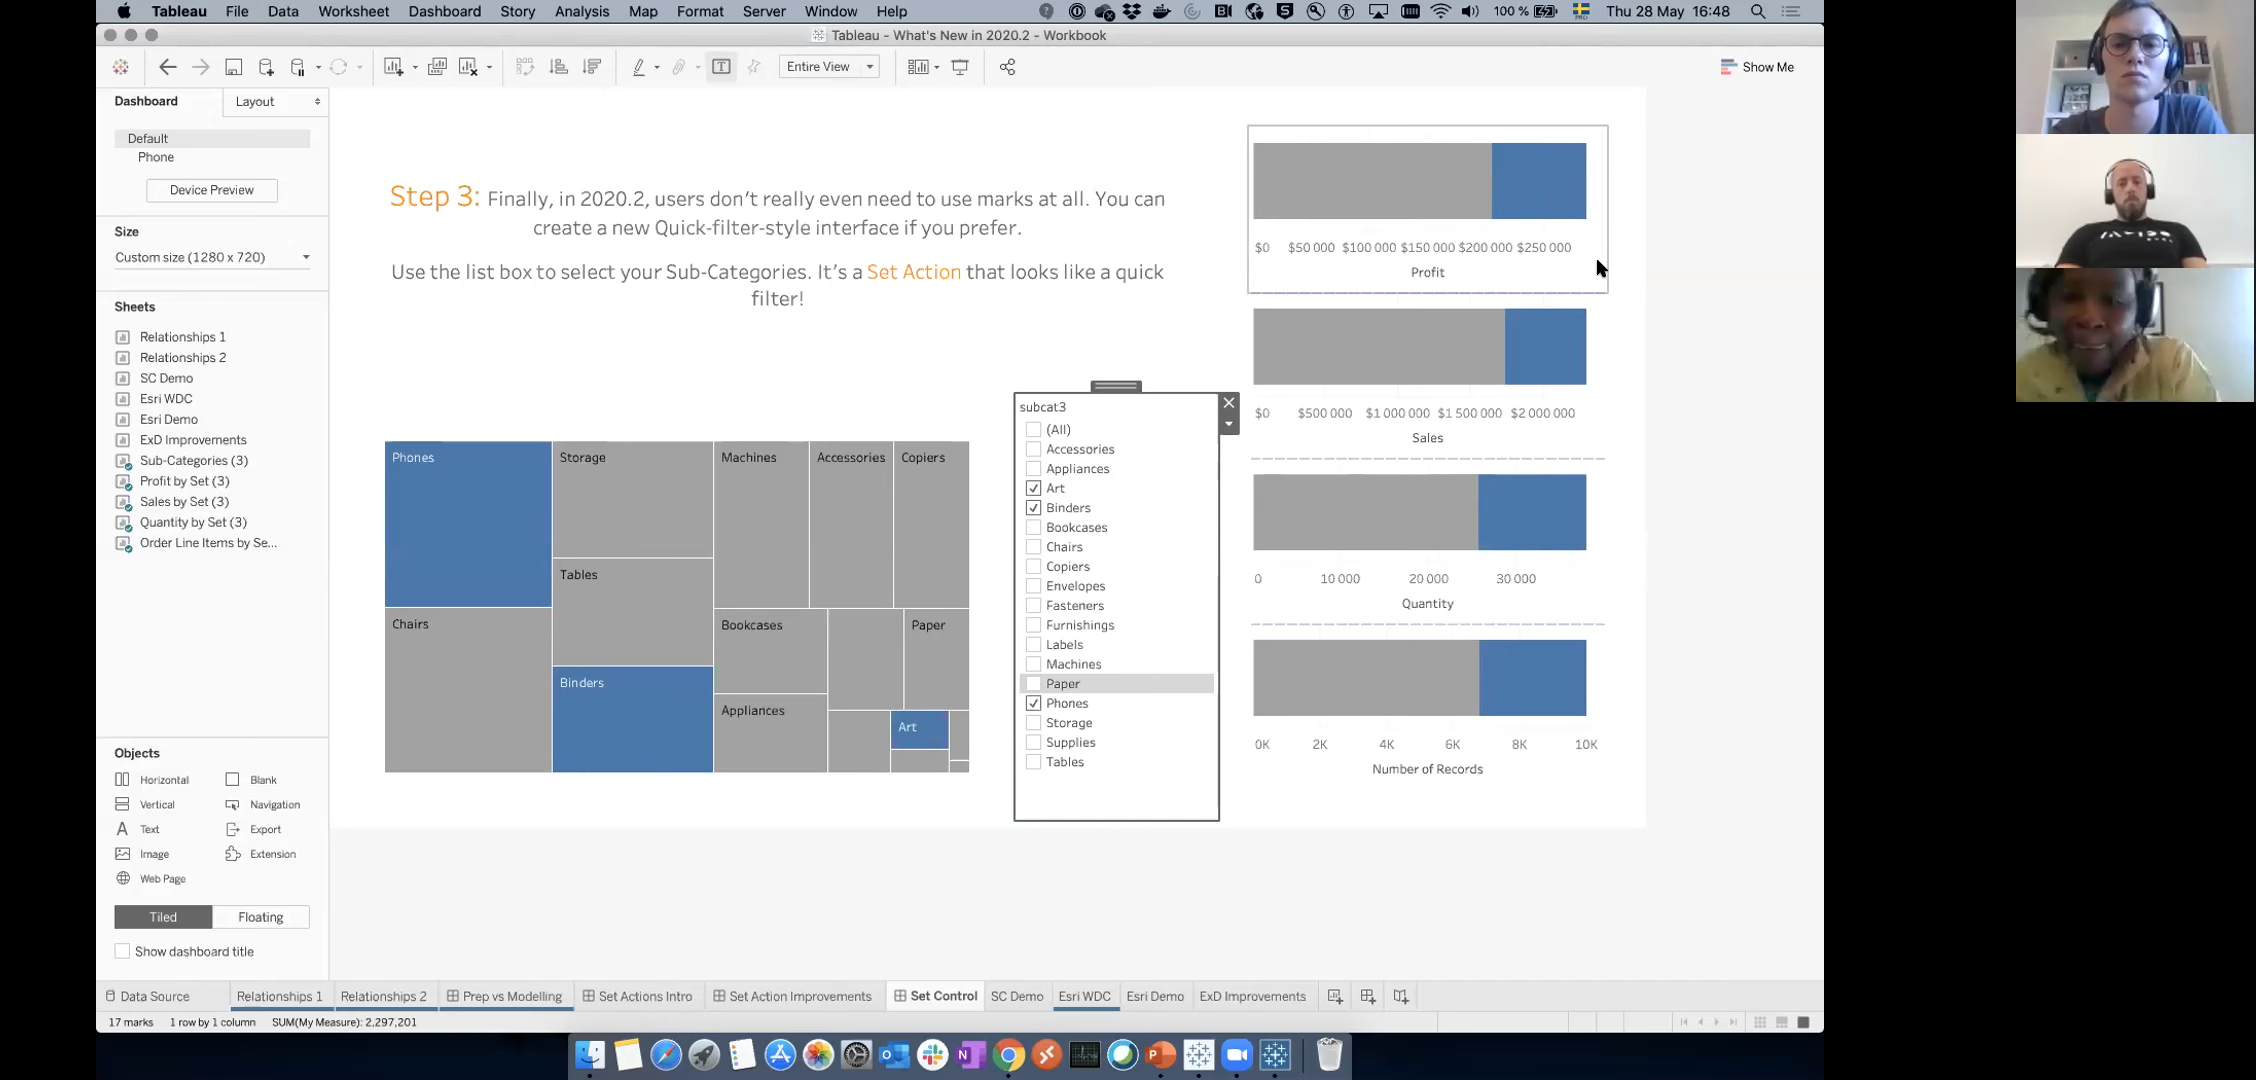 Tableau File Data Worksheet Dashboard Story Analysis Map Format Server Window Help 100 % Thu 28 May 16:48
Tableau - What's New in 2020.2 - Workbook
Entire View
Show Me
Dashboard Layout
Default
Phone
Device Preview
Size
Custom size (1280 x 720)
Sheets
Relationships 1
Relationships 2
SC Demo
Esri WDC
Esri Demo
ExD Improvements
Sub-Categories (3)
Profit by Set (3)
Sales by Set (3)
Quantity by Set (3)
Order Line Items by Se...
Objects
Horizontal Blank
Vertical Navigation
Text Export
Image Extension
Web Page
Tiled Floating
Show dashboard title
Step 3: Finally, in 2020.2, users don't really even need to use marks at all. You can
create a new Quick-filter-style interface if you prefer.
Use the list box to select your Sub-Categories. It's a Set Action that looks like a quick
filter!
Phones Storage Machines Accessories Copiers
Tables
Chairs Bookcases Paper
Binders
Appliances
Art
subcat3
(All)
Accessories
Appliances
Art
Binders
Bookcases
Chairs
Copiers
Envelopes
Fasteners
Furnishings
Labels
Machines
Paper
Phones
Storage
Supplies
Tables
$0 $50 000 $100 000 $150 000 $200 000 $250 000
Profit
$0 $500 000 $1 000 000 $1 500 000 $2 000 000
Sales
0 10 000 20 000 30 000
Quantity
0K 2K 4K 6K 8K 10K
Number of Records
Data Source Relationships 1 Relationships 2 Prep vs Modelling Set Actions Intro Set Action Improvements Set Control SC Demo Esri WDC Esri Demo ExD Improvements
17 marks 1 row by 1 column SUM(My Measure): 2,297,201